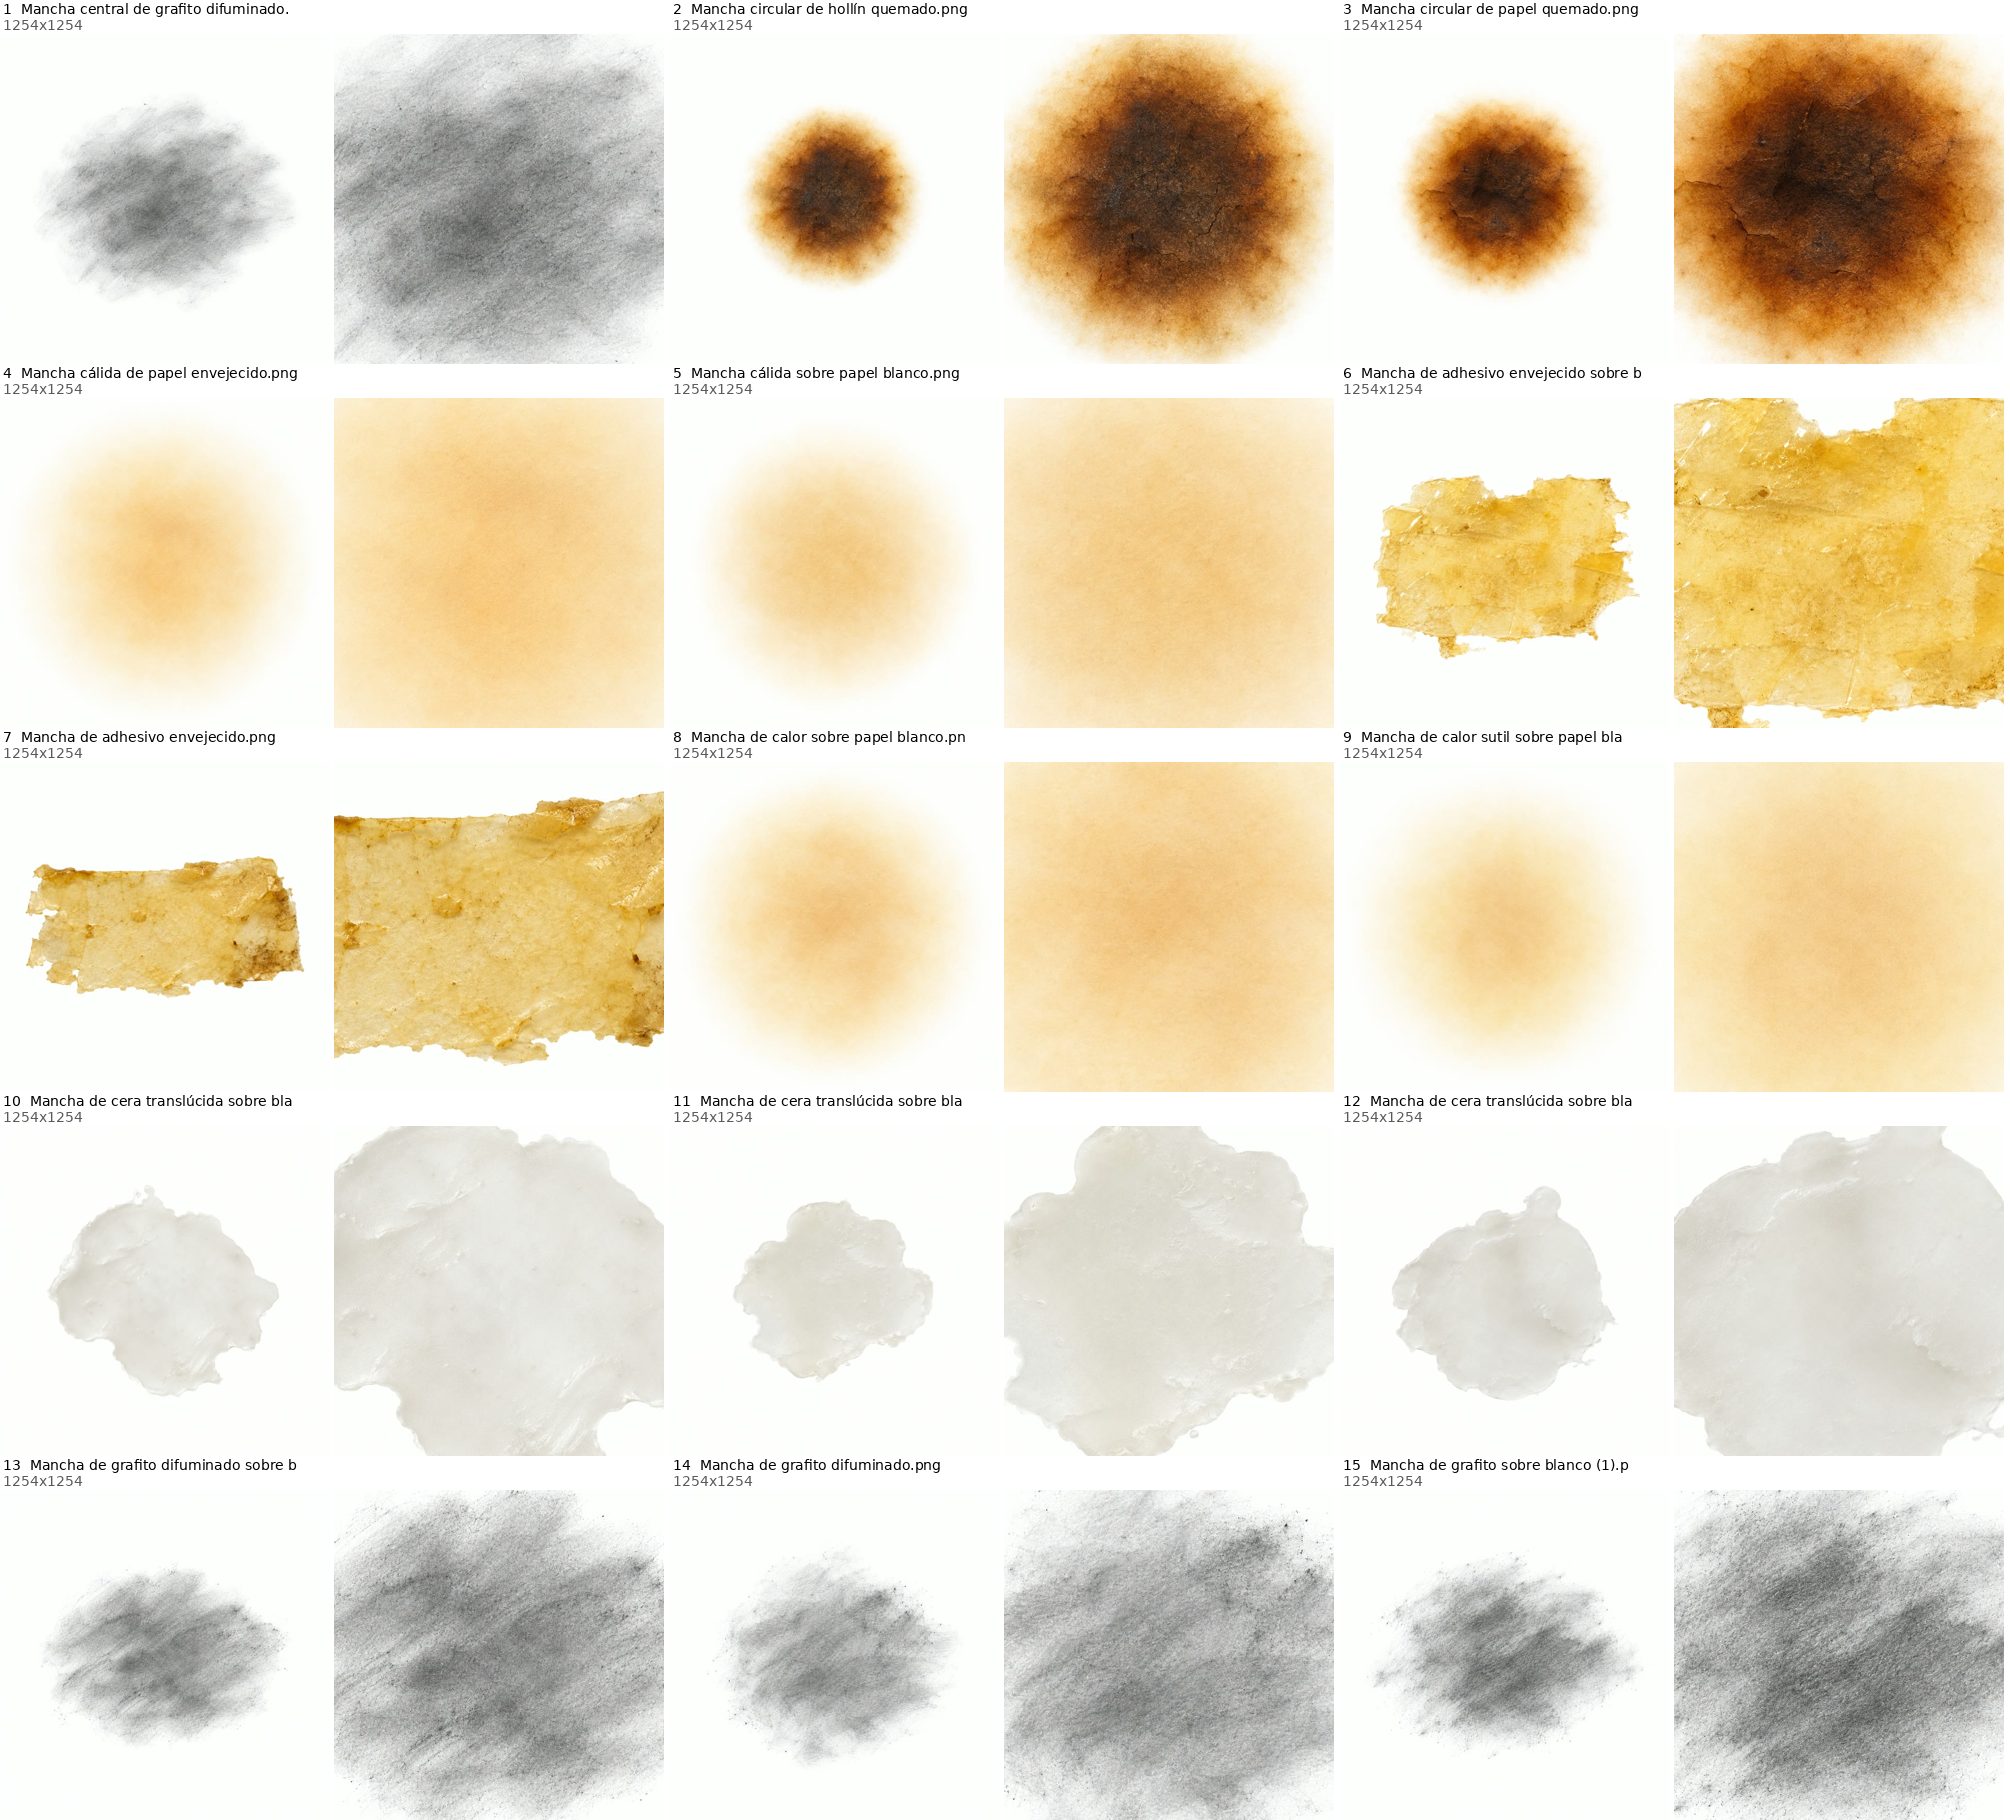 1  Mancha central de grafito difuminado.
1254x1254
2  Mancha circular de hollín quemado.png
1254x1254
3  Mancha circular de papel quemado.png
1254x1254
4  Mancha cálida de papel envejecido.png
1254x1254
5  Mancha cálida sobre papel blanco.png
1254x1254
6  Mancha de adhesivo envejecido sobre b
1254x1254
7  Mancha de adhesivo envejecido.png
1254x1254
8  Mancha de calor sobre papel blanco.pn
1254x1254
9  Mancha de calor sutil sobre papel bla
1254x1254
10  Mancha de cera translúcida sobre bla
1254x1254
11  Mancha de cera translúcida sobre bla
1254x1254
12  Mancha de cera translúcida sobre bla
1254x1254
13  Mancha de grafito difuminado sobre b
1254x1254
14  Mancha de grafito difuminado.png
1254x1254
15  Mancha de grafito sobre blanco (1).p
1254x1254